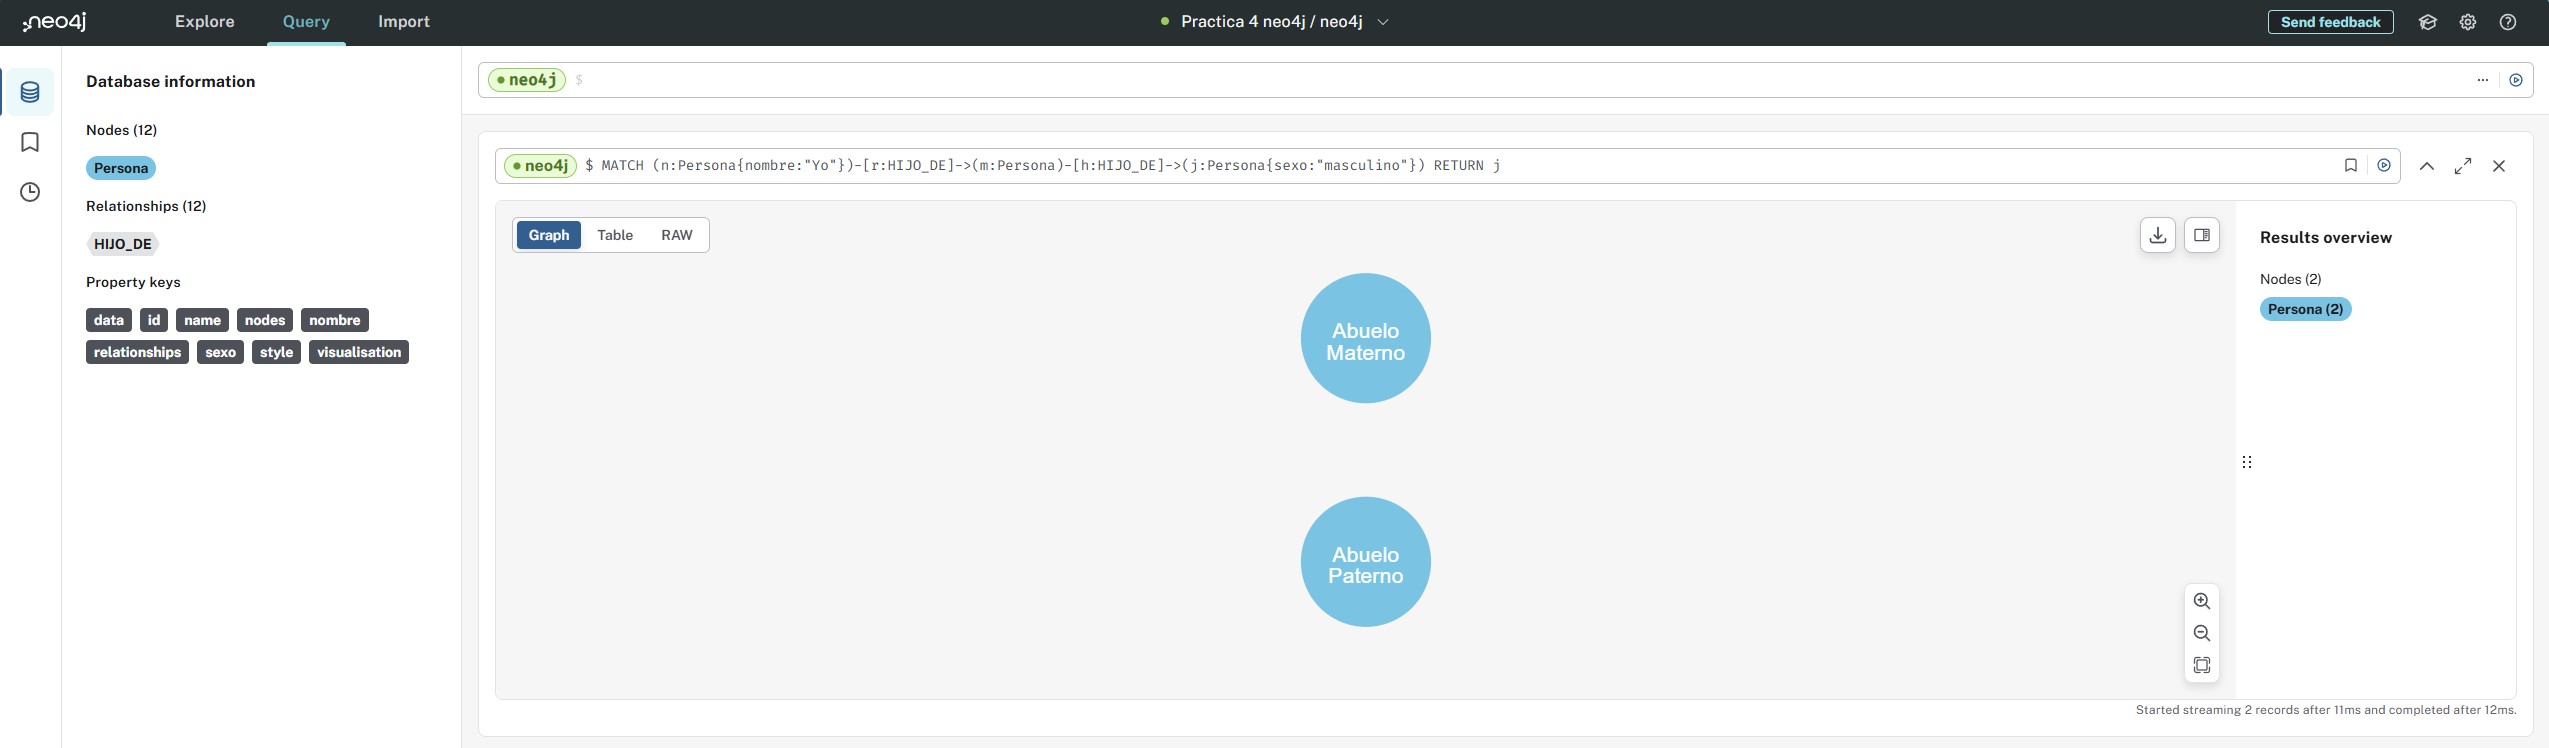 neo4j
Explore
Query
Import
Practica 4 neo4j / neo4j
Send feedback
Database information
Nodes (12)
Persona
Relationships (12)
HIJO_DE
Property keys
data id name nodes nombre
relationships sexo style visualisation
neo4j $
neo4j $ MATCH (n:Persona{nombre:"Yo"})-[r:HIJO_DE]->(m:Persona)-[h:HIJO_DE]->(j:Persona{sexo:"masculino"}) RETURN j
Graph Table RAW
Abuelo
Materno
Abuelo
Paterno
Results overview
Nodes (2)
Persona (2)
Started streaming 2 records after 11ms and completed after 12ms.